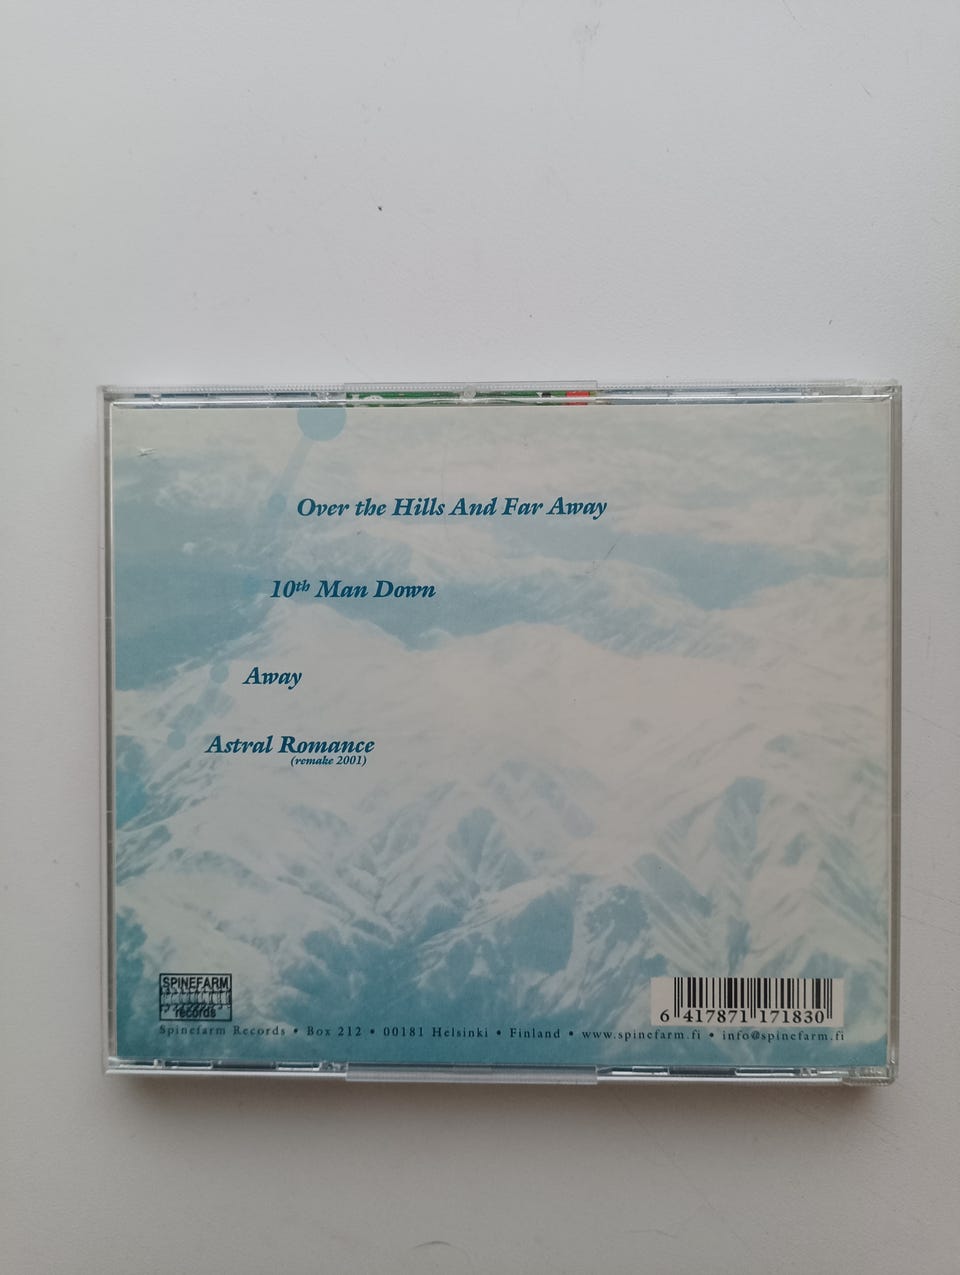 Over the Hills And Far Away
10th Man Down
Away
Astral Romance
(remake 2001)
SPINEFARM
records
6 417871 171830
Spinefarm Records • Box 212 • 00181 Helsinki • Finland • www.spinefarm.fi • info@spinefarm.fi